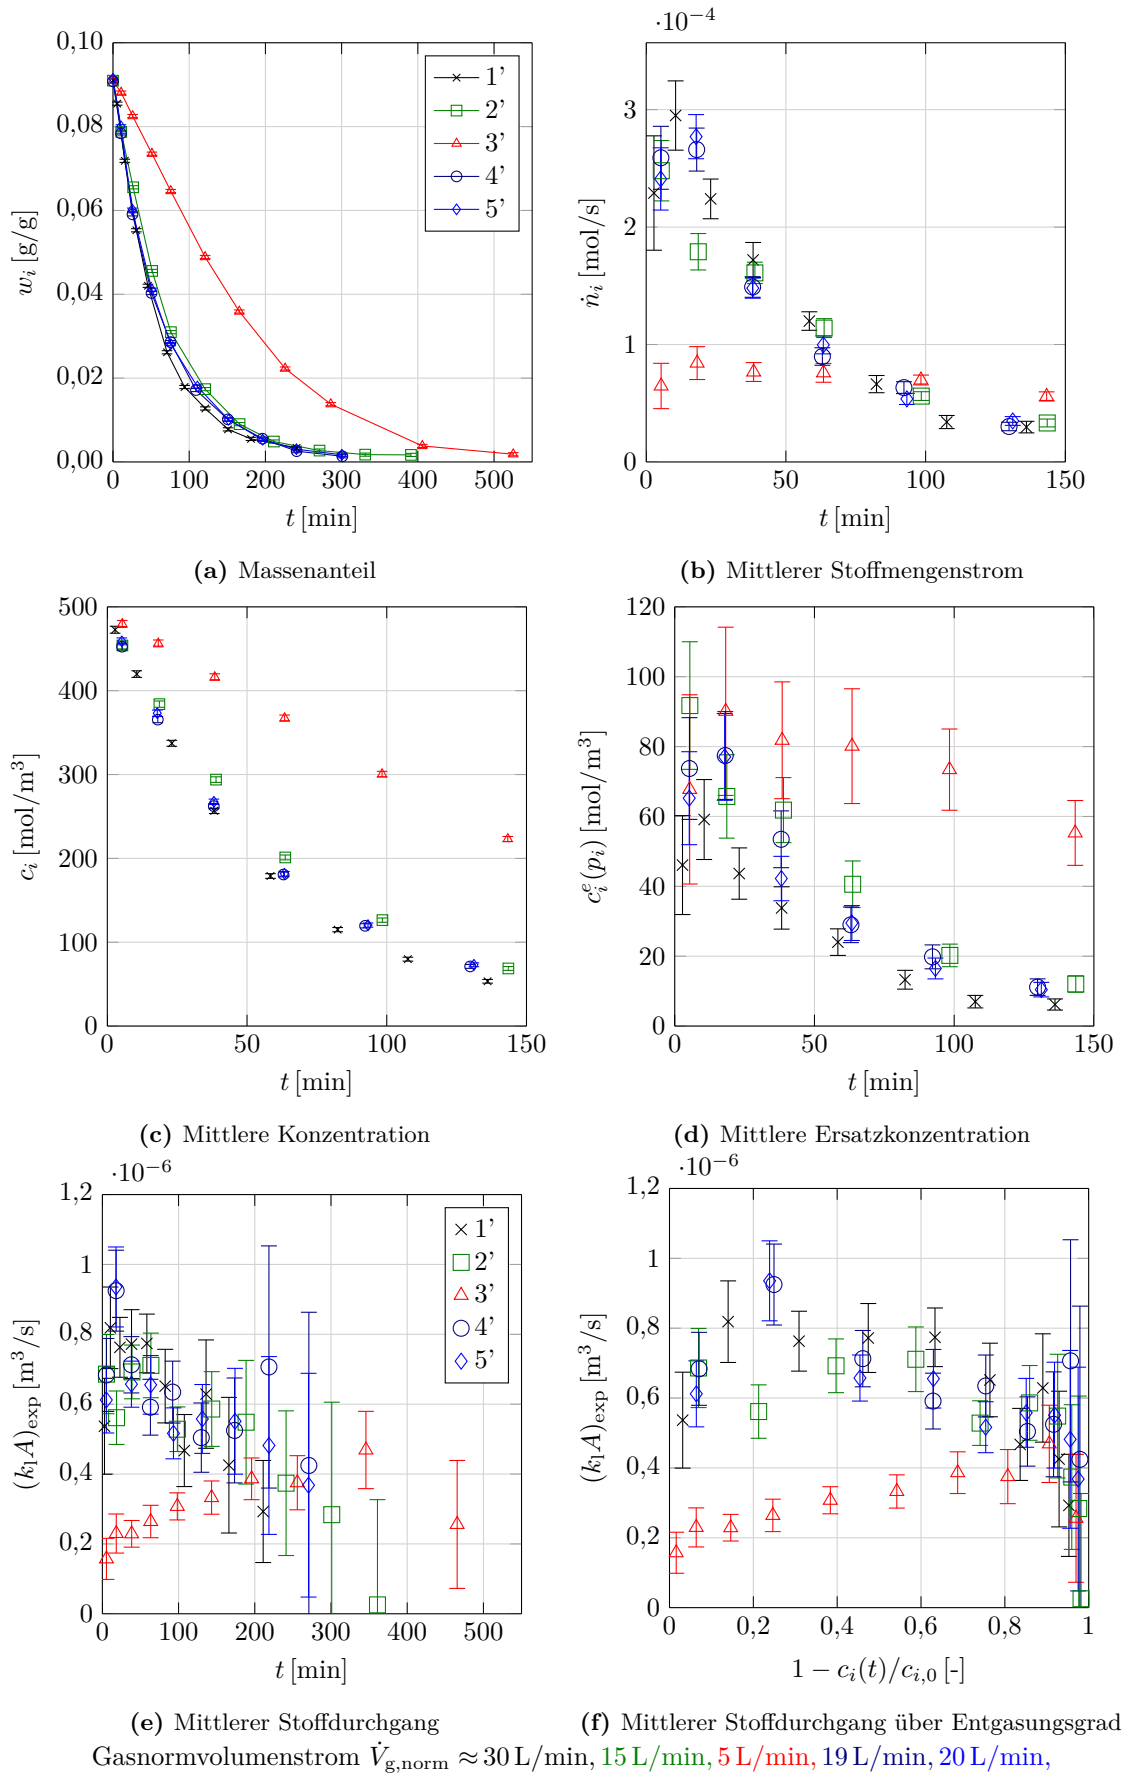 0,10
0,08
0,06
0,04
0,02
0,00
w_i [g/g]
0 100 200 300 400 500
t [min]
1'
2'
3'
4'
5'
(a) Massenanteil
·10^−4
3
2
1
0
ṅ_i [mol/s]
0 50 100 150
t [min]
(b) Mittlerer Stoffmengenstrom
500
400
300
200
100
0
c_i [mol/m³]
0 50 100 150
t [min]
(c) Mittlere Konzentration
120
100
80
60
40
20
0
c_i^e(p_i) [mol/m³]
0 50 100 150
t [min]
(d) Mittlere Ersatzkonzentration
·10^−6
1,2
1
0.8
0.6
0.4
0.2
0
(k_l A)_exp [m³/s]
0 100 200 300 400 500
t [min]
1'
2'
3'
4'
5'
(e) Mittlerer Stoffdurchgang
·10^−6
1,2
1
0,8
0,6
0,4
0,2
0
(k_l A)_exp [m³/s]
0 0,2 0,4 0,6 0,8 1
1 − c_i(t)/c_{i,0} [-]
(f) Mittlerer Stoffdurchgang über Entgasungsgrad
Gasnormvolumenstrom V̇_{g,norm} ≈ 30 L/min, 15 L/min, 5 L/min, 19 L/min, 20 L/min,